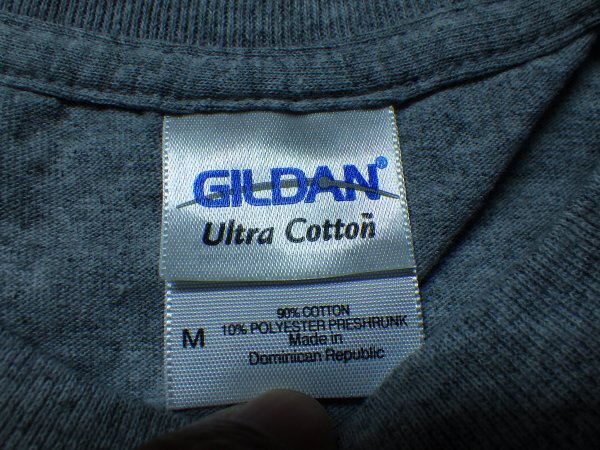 GILDAN®
Ultra Cotton
M
90% COTTON
10% POLYESTER PRESHRUNK
Made in
Dominican Republic